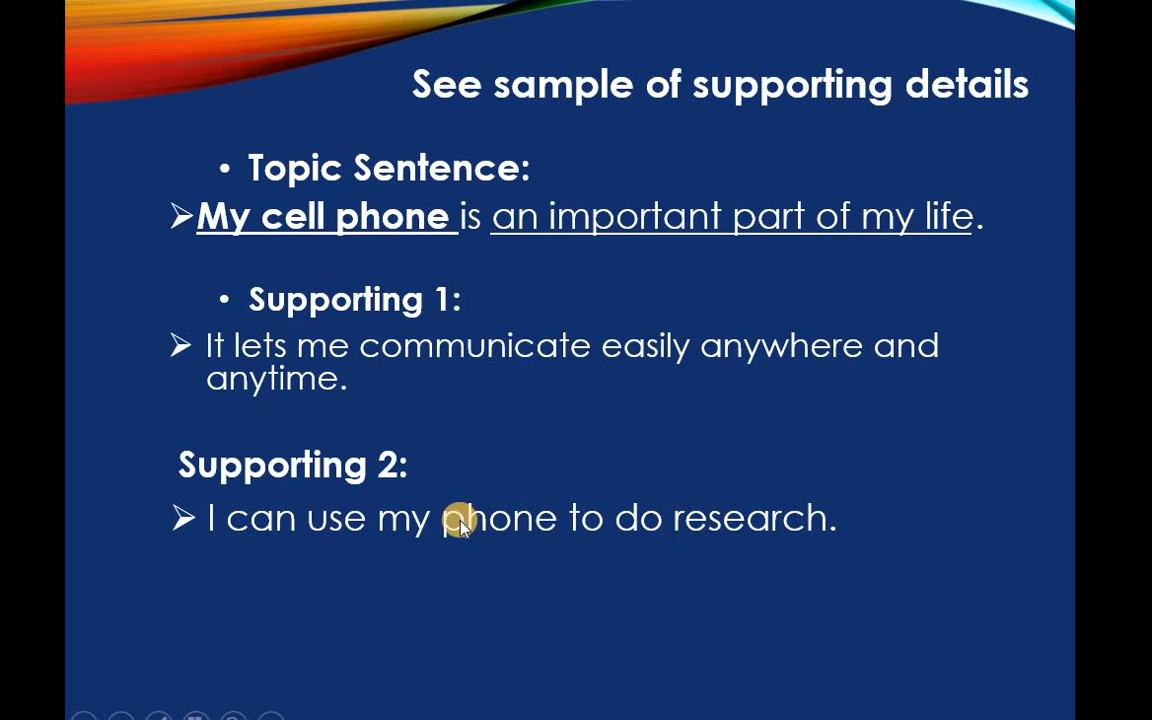 See sample of supporting details
• Topic Sentence:
➢My cell phone is an important part of my life.
• Supporting 1:
➢ It lets me communicate easily anywhere and
anytime.
Supporting 2:
➢ I can use my phone to do research.